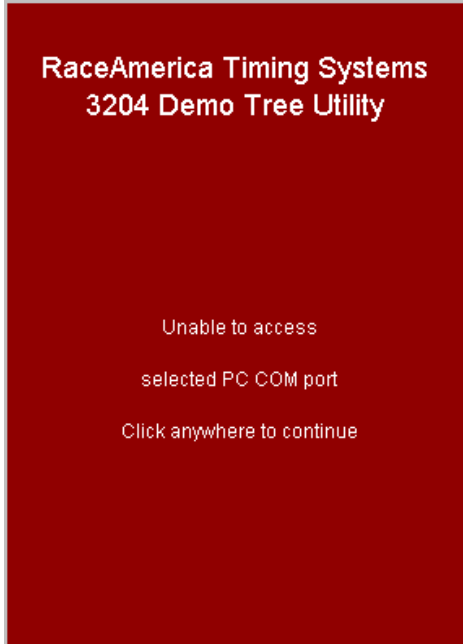 RaceAmerica Timing Systems
3204 Demo Tree Utility
Unable to access
selected PC COM port
Click anywhere to continue